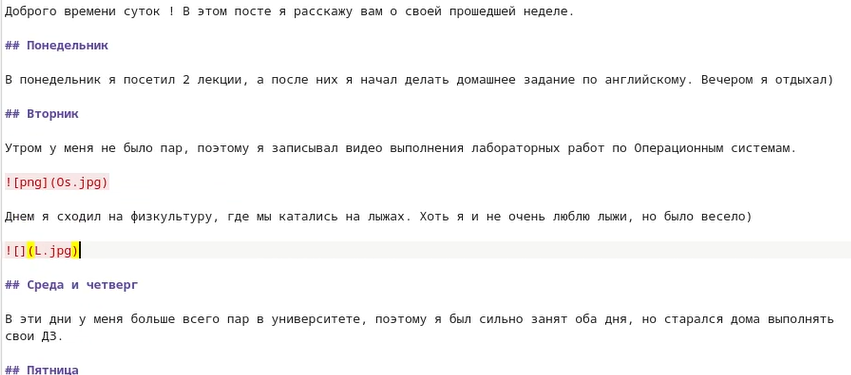 Доброго времени суток ! В этом посте я расскажу вам о своей прошедшей неделе.
## Понедельник
В понедельник я посетил 2 лекции, а после них я начал делать домашнее задание по английскому. Вечером я отдыхал)
## Вторник
Утром у меня не было пар, поэтому я записывал видео выполнения лабораторных работ по Операционным системам.
![png](Os.jpg)
Днем я сходил на физкультуру, где мы катались на лыжах. Хоть я и не очень люблю лыжи, но было весело)
![](L.jpg)
## Среда и четверг
В эти дни у меня больше всего пар в университете, поэтому я был сильно занят оба дня, но старался дома выполнять
свои ДЗ.
## Пятница